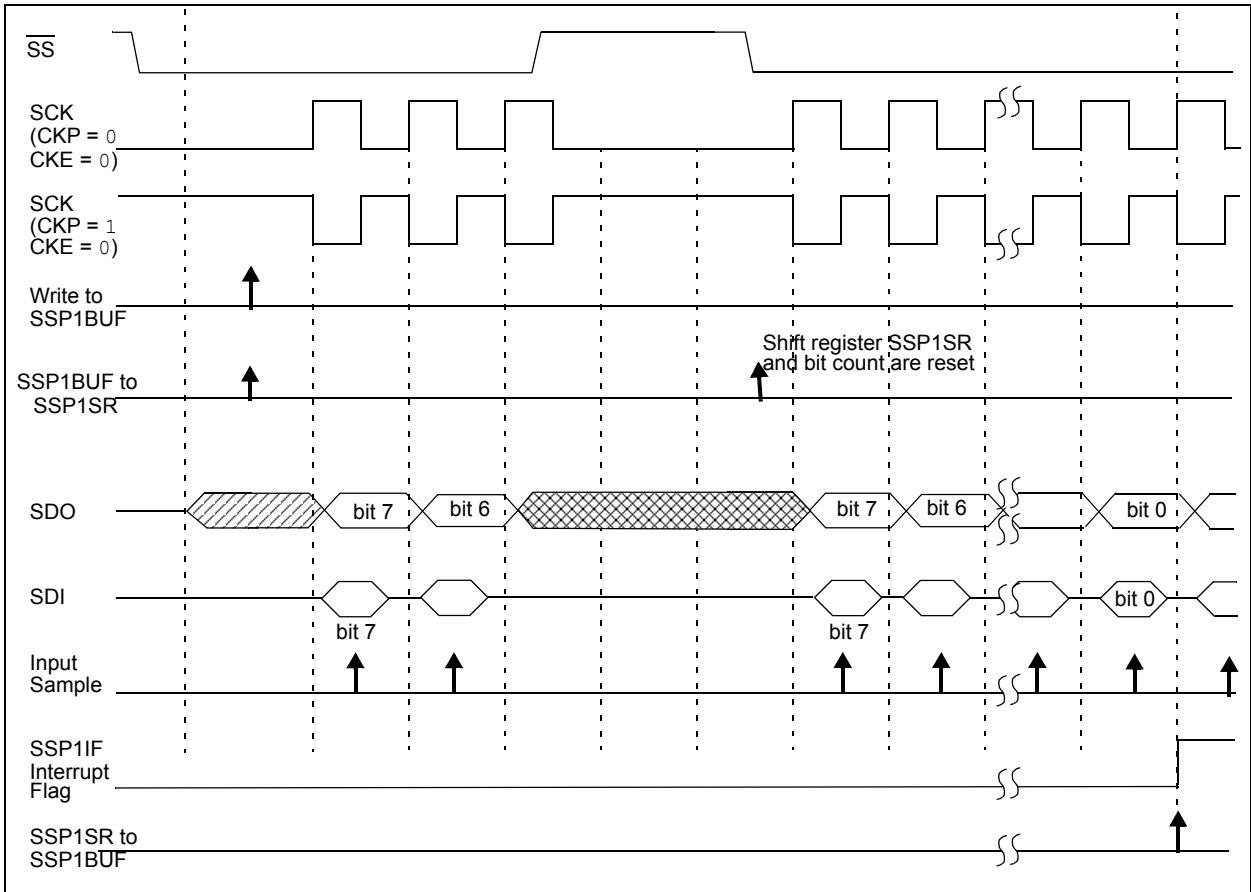 SS
SCK
(CKP = 0
CKE = 0)
SCK
(CKP = 1
CKE = 0)
Write to
SSP1BUF
Shift register SSP1SR
and bit count are reset
SSP1BUF to
SSP1SR
SDO
bit 7
bit 6
bit 7
bit 6
bit 0
SDI
bit 0
bit 7
bit 7
Input
Sample
SSP1IF
Interrupt
Flag
SSP1SR to
SSP1BUF